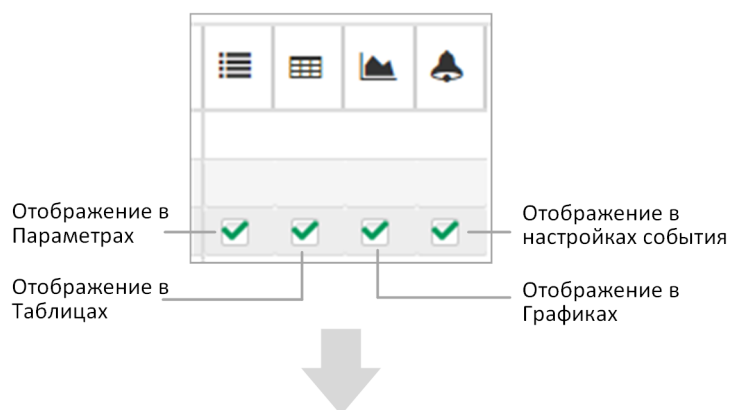 Отображение в
Параметрах
Отображение в
Таблицах
Отображение в
настройках события
Отображение в
Графиках